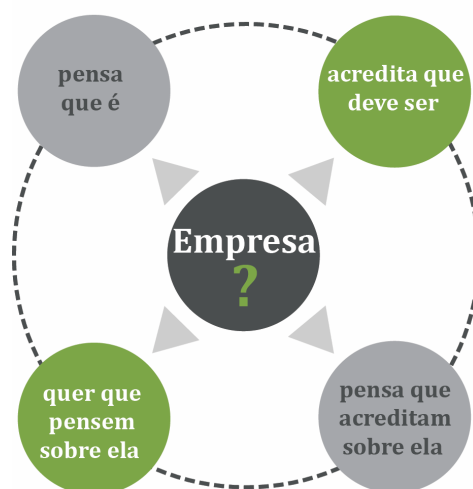 pensa
que é
acredita que
deve ser
Empresa
?
quer que
pensem
sobre ela
pensa que
acreditam
sobre ela